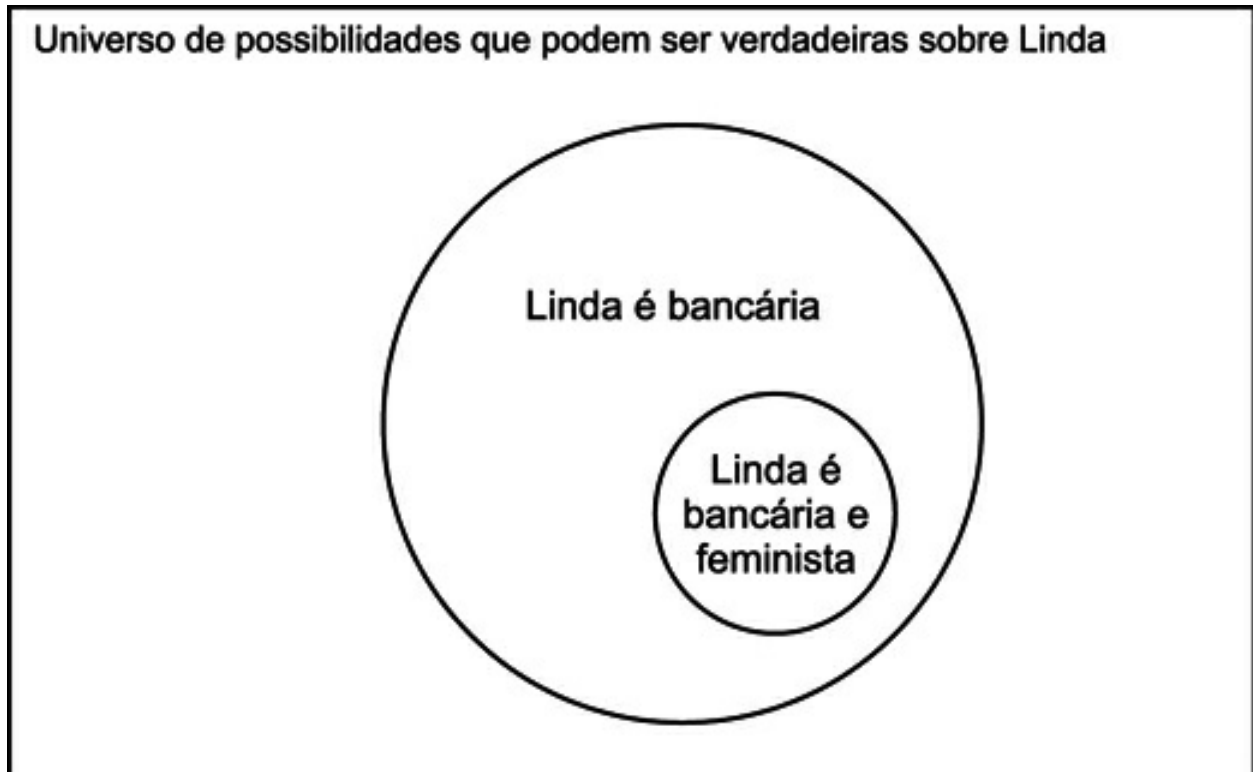 Universo de possibilidades que podem ser verdadeiras sobre Linda
Linda é bancária
Linda é
bancária e
feminista